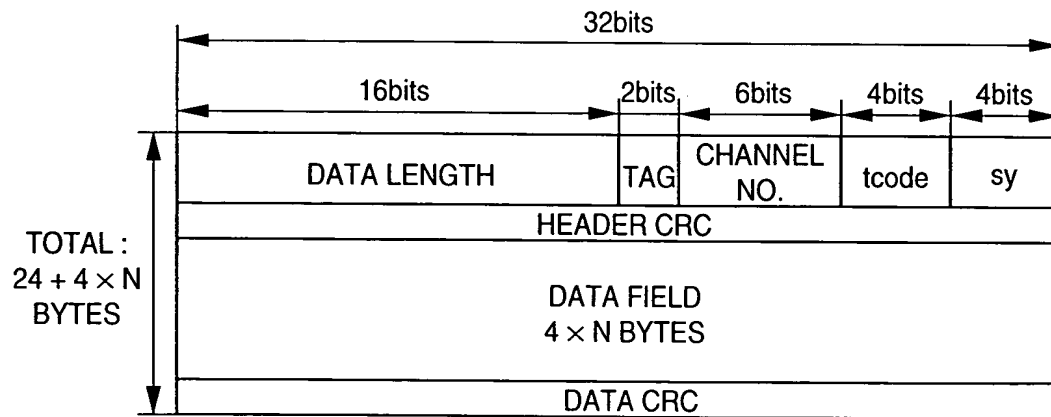 32bits
16bits 2bits 6bits 4bits 4bits
DATA LENGTH TAG CHANNEL NO. tcode sy
HEADER CRC
TOTAL :
24 + 4 × N
BYTES
DATA FIELD
4 × N BYTES
DATA CRC